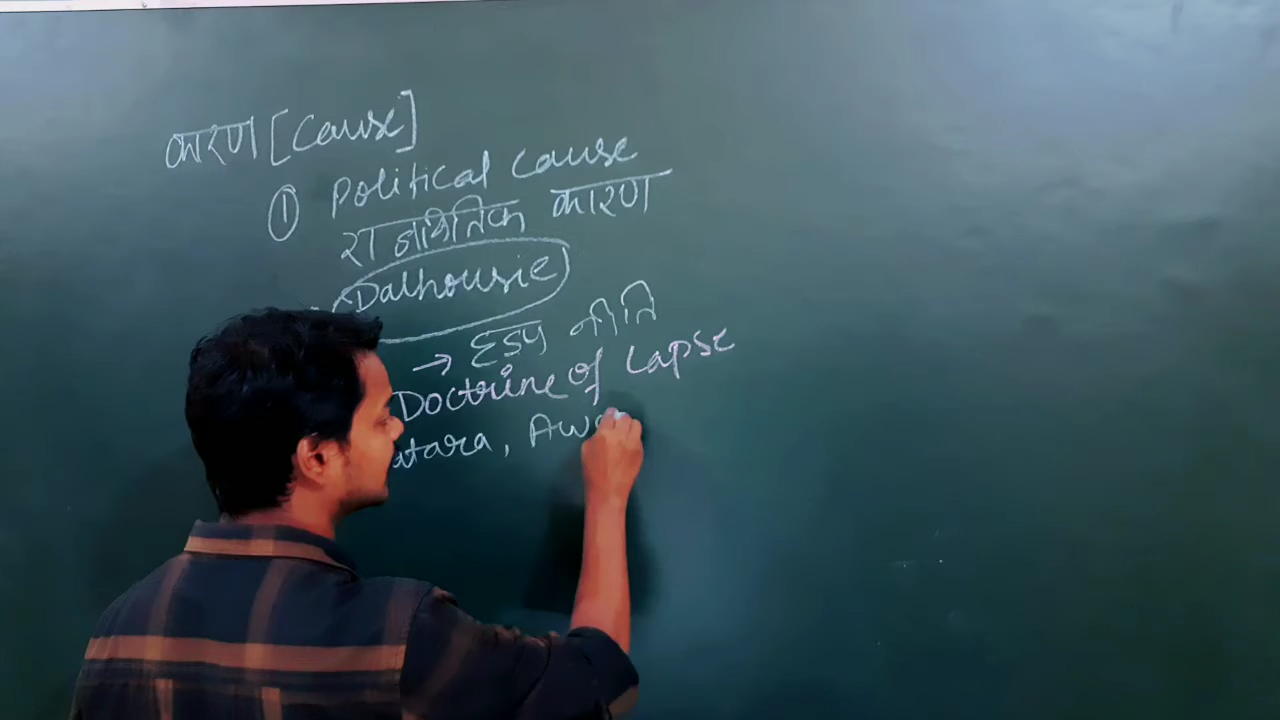 कारण [Cause]
① Political cause
राजनितिक कारण
Dalhousie
→ हड़प नीति
Doctrine of Lapse
atara, Aw